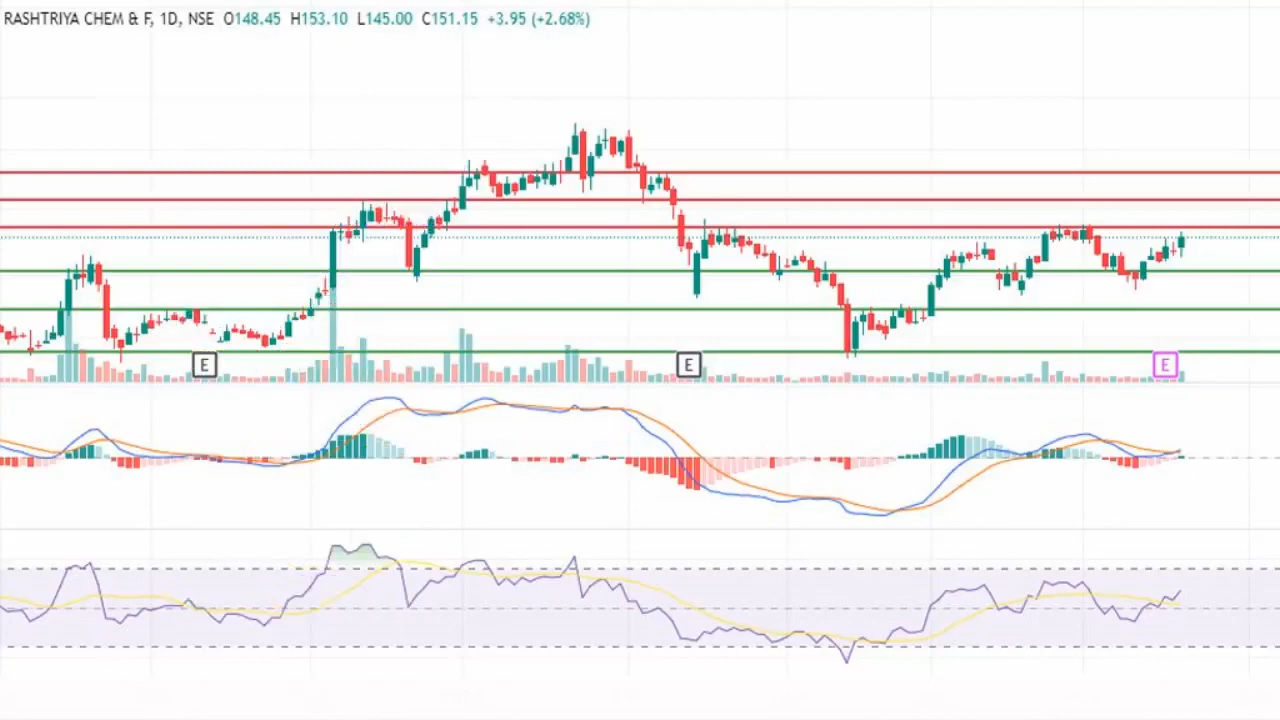 RASHTRIYA CHEM & F, 1D, NSE O148.45 H153.10 L145.00 C151.15 +3.95 (+2.68%)
E E E